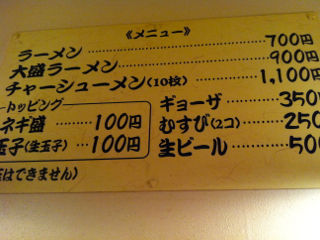 《メニュー》
ラーメン………………………700円
大盛ラーメン…………………900円
チャーシューメン(10枚)………1,100円
トッピング
ネギ盛………100円
玉子(生玉子)…100円
ギョーザ………350
むすび(2コ)………250
生ビール………500
はできません)